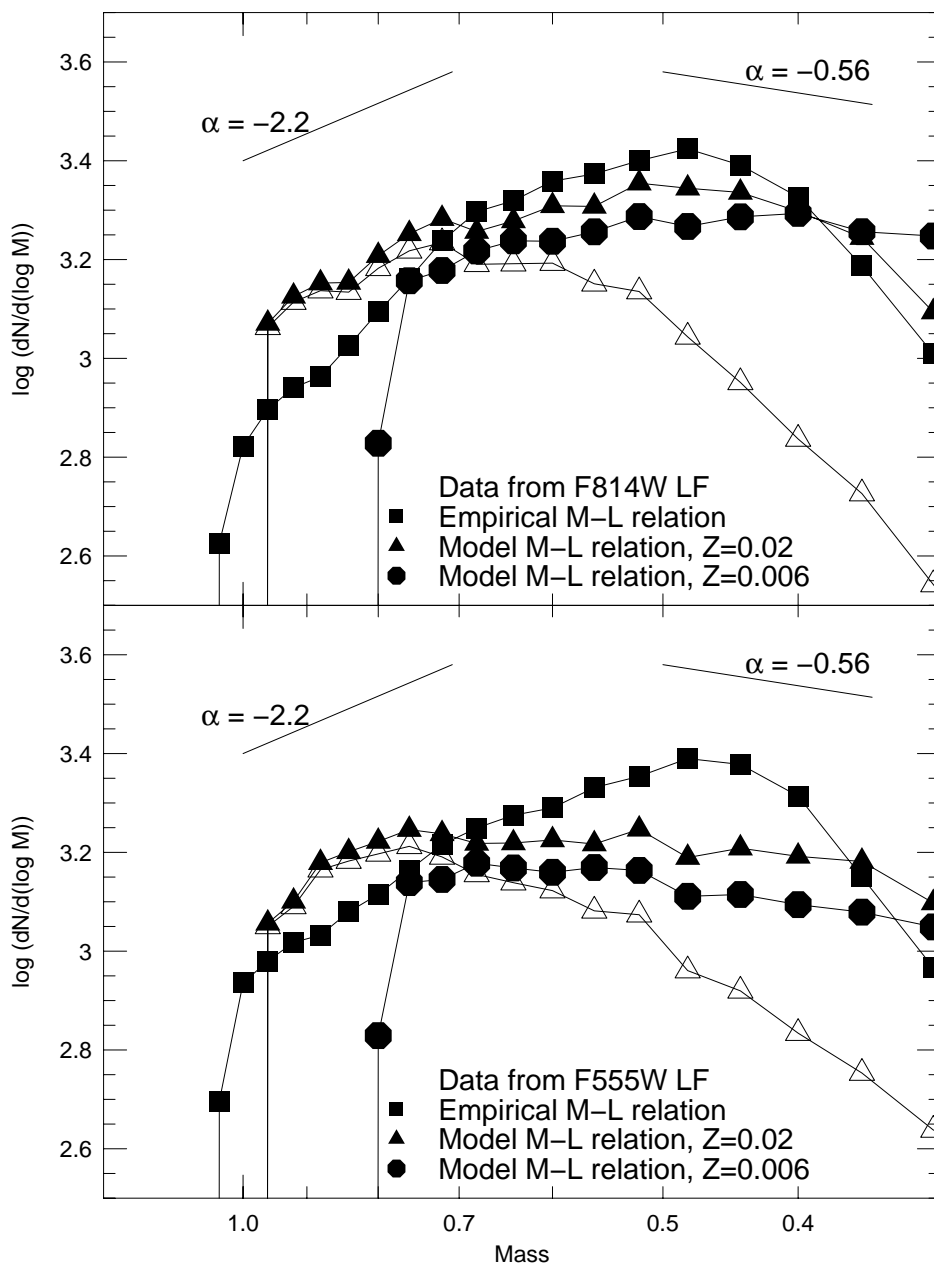 3.6
α = −0.56
α = −2.2
3.4
3.2
log (dN/d(log M))
3
2.8
Data from F814W LF
Empirical M−L relation
Model M−L relation, Z=0.02
2.6
Model M−L relation, Z=0.006
3.6
α = −0.56
α = −2.2
3.4
3.2
log (dN/d(log M))
3
2.8
Data from F555W LF
Empirical M−L relation
2.6
Model M−L relation, Z=0.02
Model M−L relation, Z=0.006
1.0 0.7 0.5 0.4
Mass